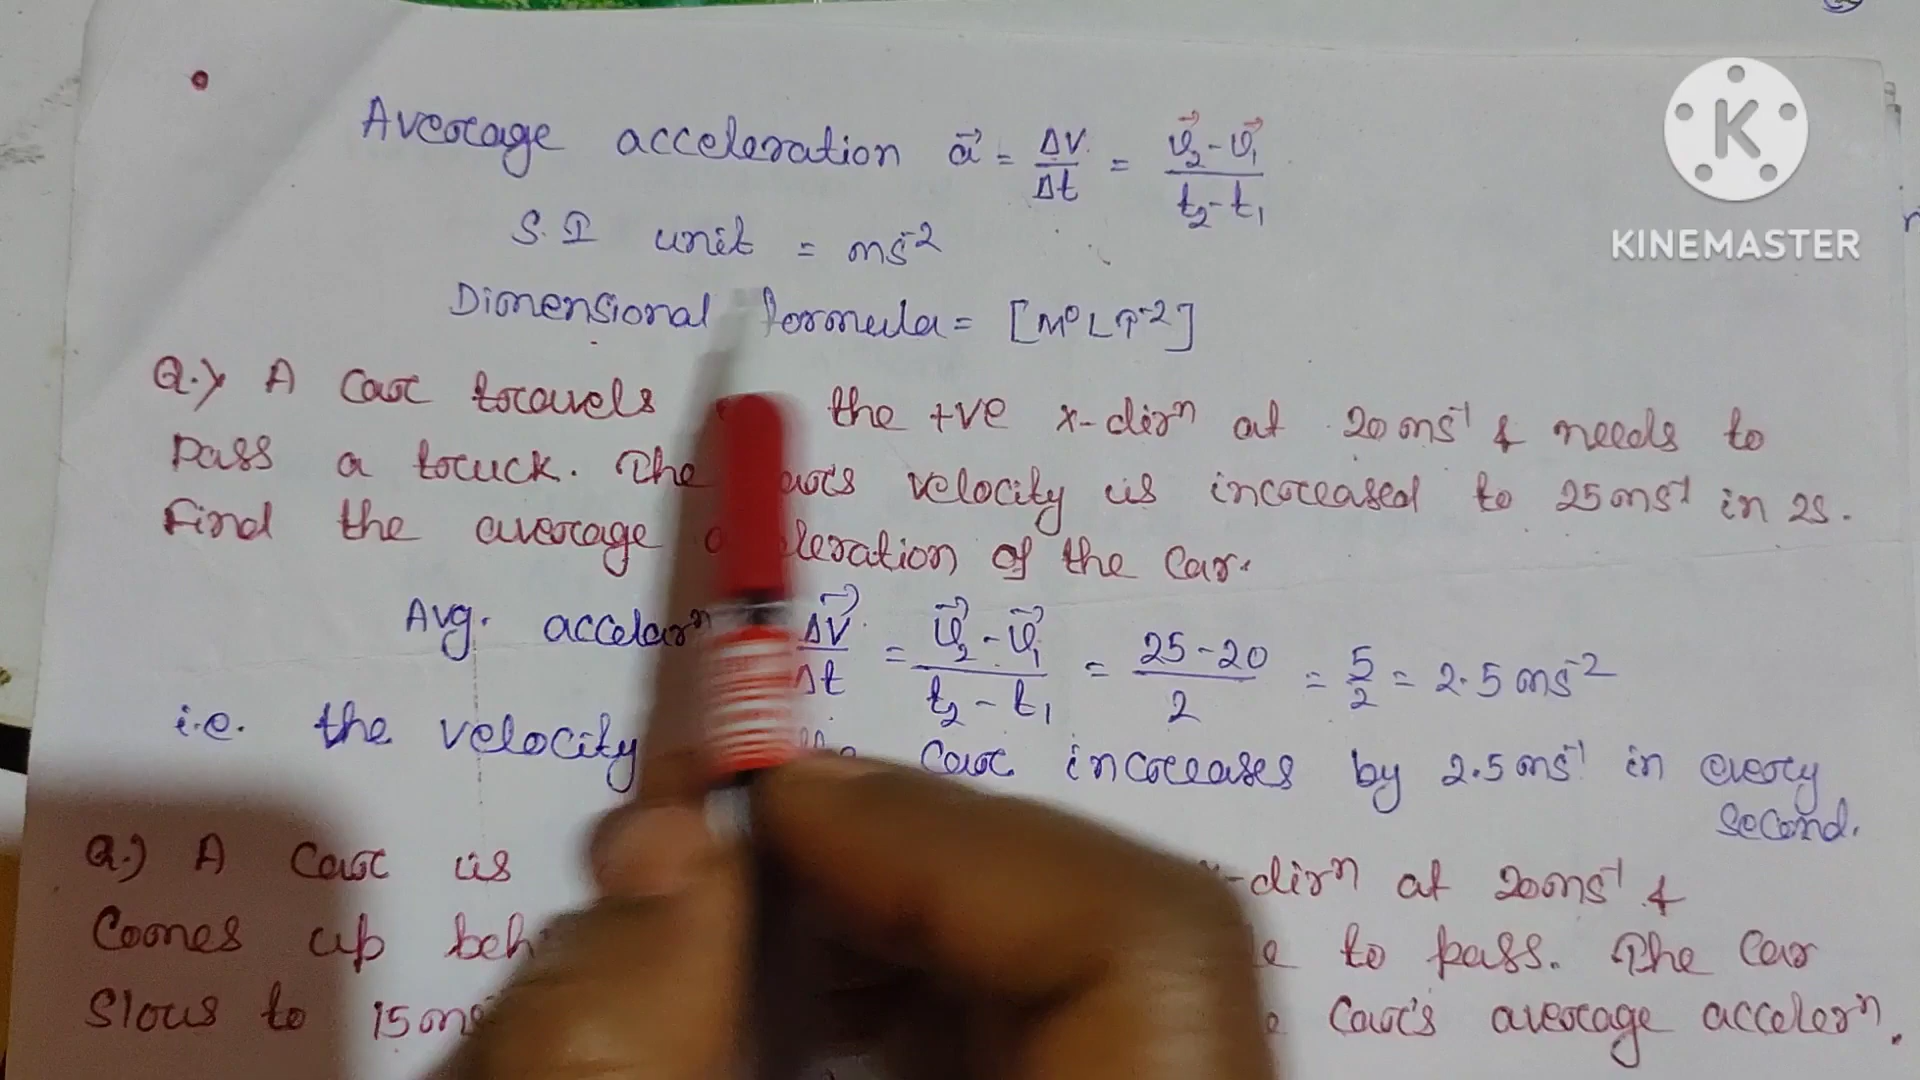 Average acceleration a⃗ = ΔV/Δt = (v⃗₂ - v⃗₁)/(t₂ - t₁)
S.I unit = ms⁻²
Dimensional formula = [M⁰LT⁻²]
Q.) A car travels the +ve x-dirⁿ at 20 ms⁻¹ & needs to
pass a truck. The velocity is increased to 25 ms⁻¹ in 2s.
Find the average of the car.
Avg. ΔV⃗/Δt = (v⃗₂ - v⃗₁)/(t₂ - t₁) = (25 - 20)/2 = 5/2 = 2.5 ms⁻²
i.e. the velocity car increases by 2.5 ms⁻¹ in every
second.
Q.) A car is x-dirⁿ at 20 ms⁻¹ &
comes up to pass. The car
slows to 15 car's average accelerⁿ.
K
KINEMASTER